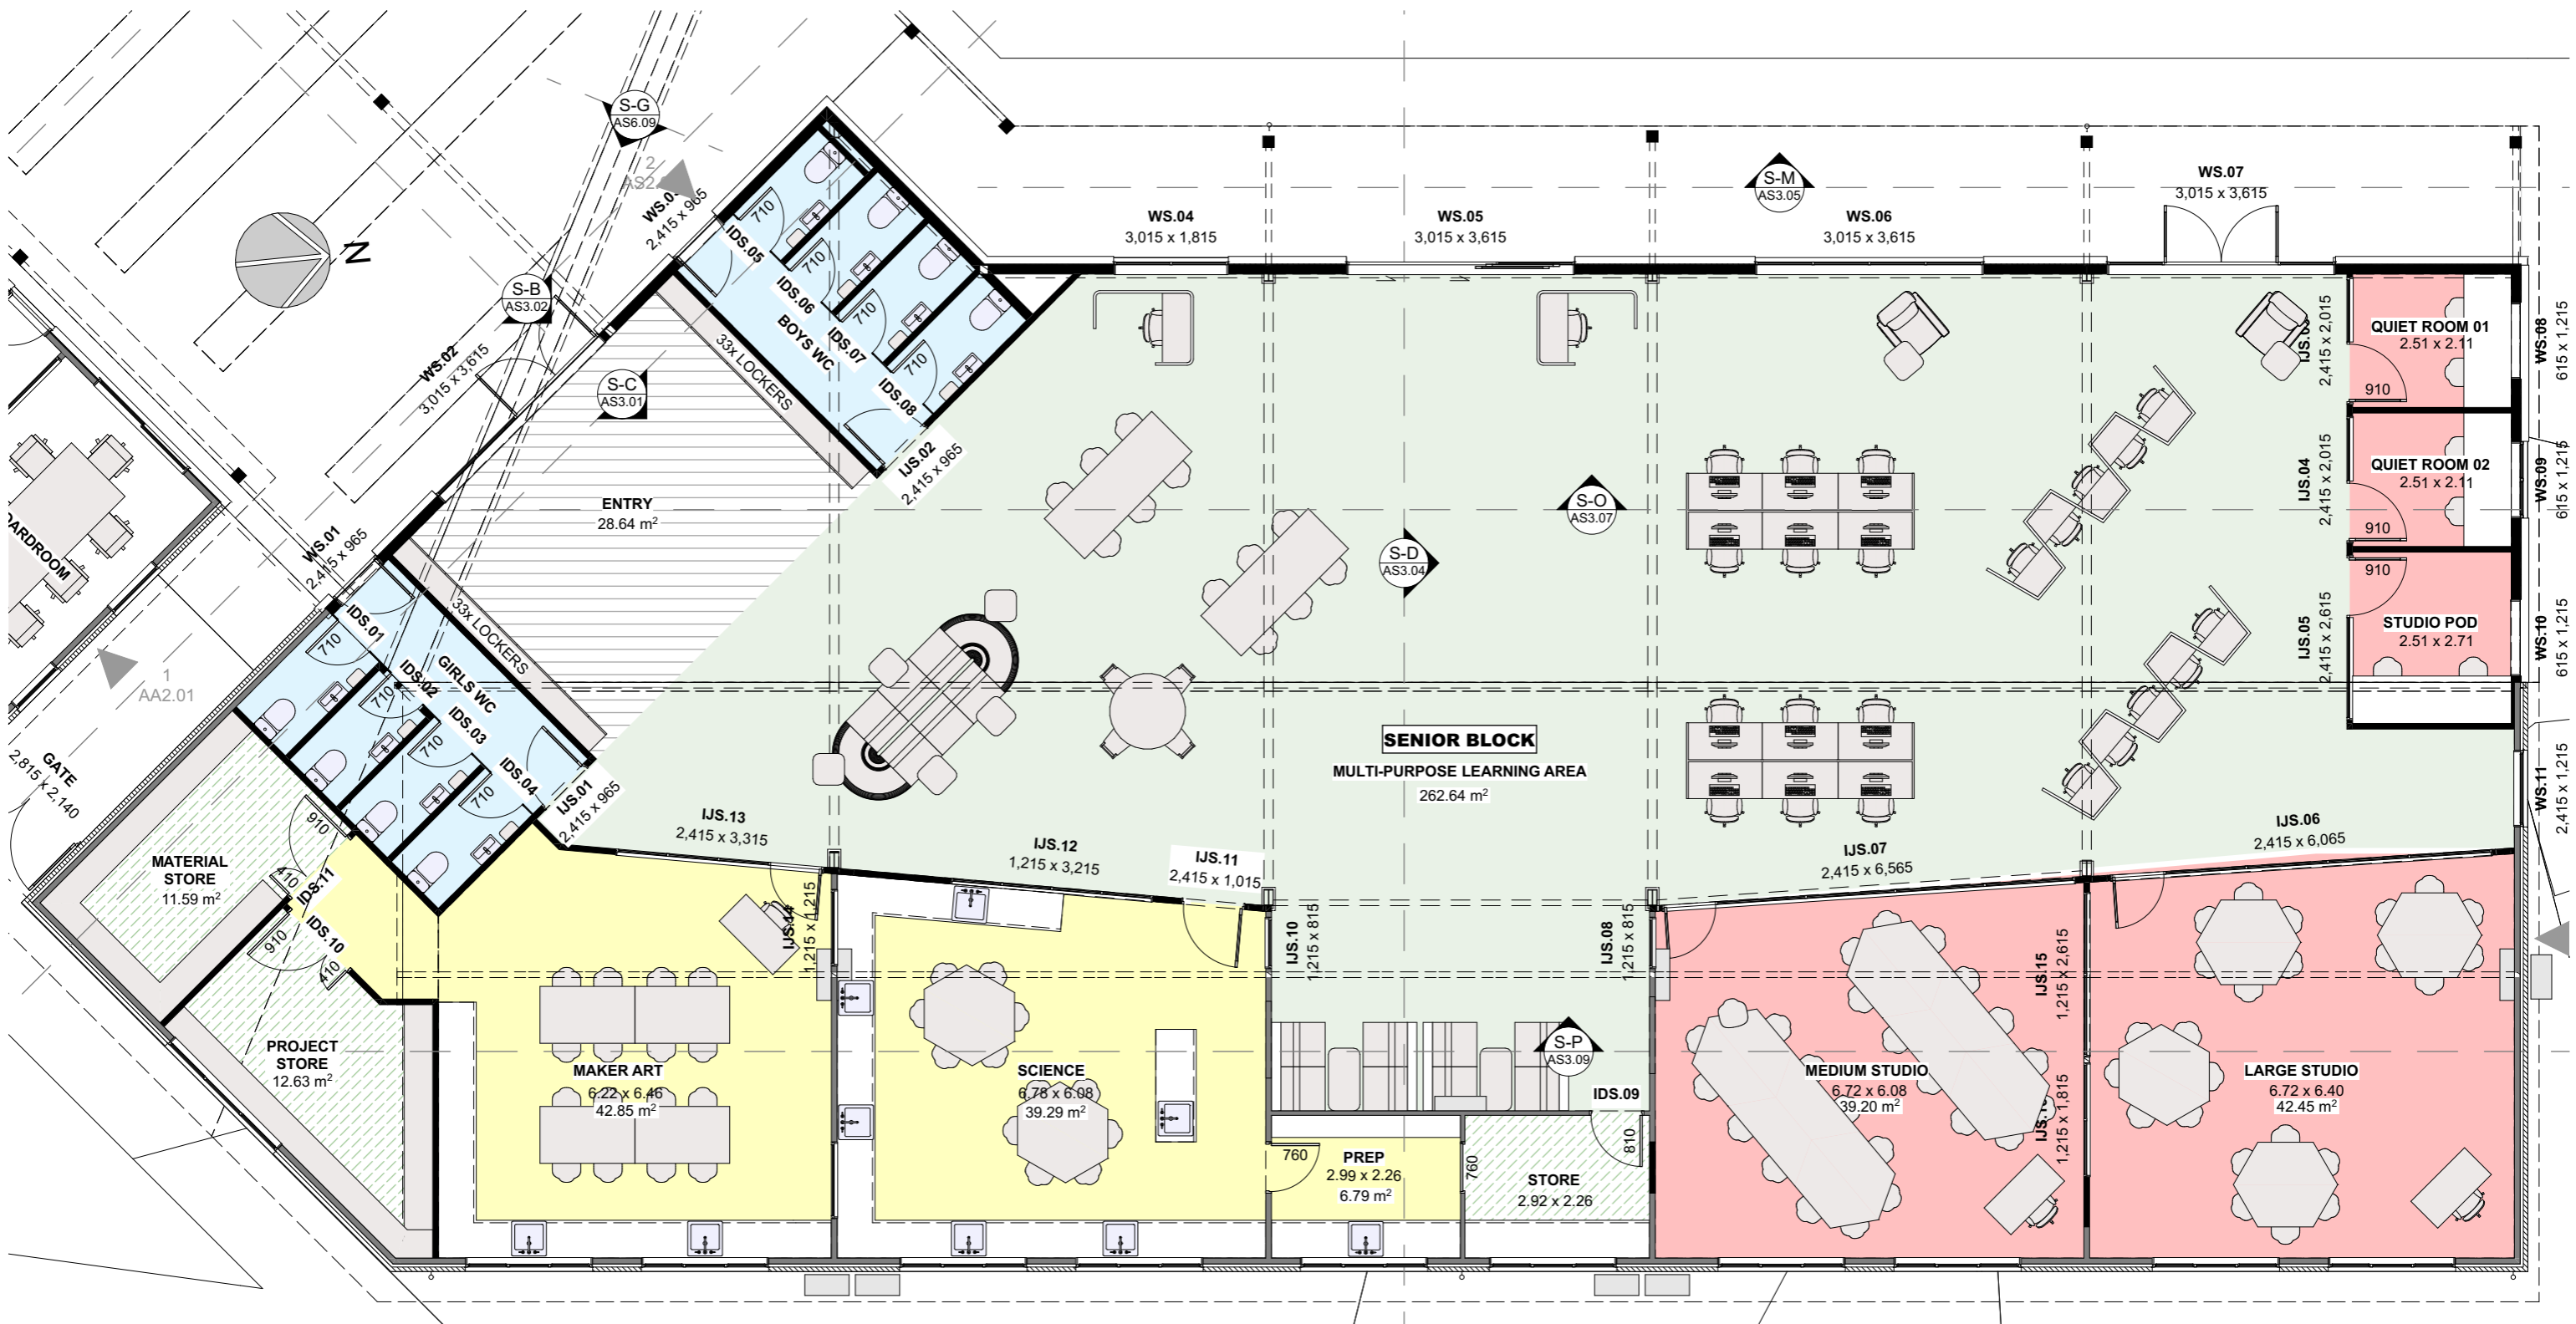 S-G
AS6.09
2
WS.07
3,015 x 3,615
S-M
AS3.05
2,415 x 965
WS.04
3,015 x 1,815
WS.05
3,015 x 3,615
WS.06
3,015 x 3,615
710
IDS.05
N
S-B
AS3.02
710
IDS.06
710
IDS.07
BOYS WC
710
IDS.08
33x LOCKERS
WS.02
3,015 x 3,615
S-C
AS3.01
IJS.02
2,415 x 965
2,415 x 2,015
QUIET ROOM 01
2.51 x 2.11
910
WS.08
615 x 1,215
IJS.04
2,415 x 2,015
QUIET ROOM 02
2.51 x 2.11
910
WS.09
615 x 1,215
ENTRY
28.64 m²
S-O
AS3.07
S-D
AS3.04
WS.01
2,415 x 965
910
IJS.05
2,415 x 2,615
STUDIO POD
2.51 x 2.71
WS.10
615 x 1,215
33x LOCKERS
IDS.01
710
IDS.02
710
GIRLS WC
IDS.03
710
IDS.04
710
1
AA2.01
GATE
2,815 x 2,140
IJS.01
2,415 x 965
SENIOR BLOCK
MULTI-PURPOSE LEARNING AREA
262.64 m²
WS.11
2,415 x 1,215
IJS.13
2,415 x 3,315
IJS.12
1,215 x 3,215
IJS.11
2,415 x 1,015
IJS.07
2,415 x 6,565
IJS.06
2,415 x 6,065
MATERIAL
STORE
11.59 m²
910
410
IDS.11
IDS.10
910
410
IJS.14
1,215 x 1,215
IJS.10
1,215 x 815
IJS.08
1,215 x 815
IJS.15
1,215 x 2,615
PROJECT
STORE
12.63 m²
MAKER ART
6.22 x 6.46
42.85 m²
SCIENCE
6.78 x 6.08
39.29 m²
S-P
AS3.09
IDS.09
810
MEDIUM STUDIO
6.72 x 6.08
39.20 m²
1,215 x 1,815
LARGE STUDIO
6.72 x 6.40
42.45 m²
760
PREP
2.99 x 2.26
6.79 m²
760
STORE
2.92 x 2.26